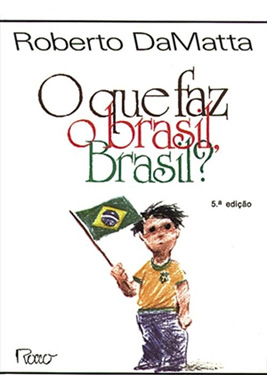 Roberto DaMatta
O que faz
o brasil,
Brasil?
5.ª edição
Rocco